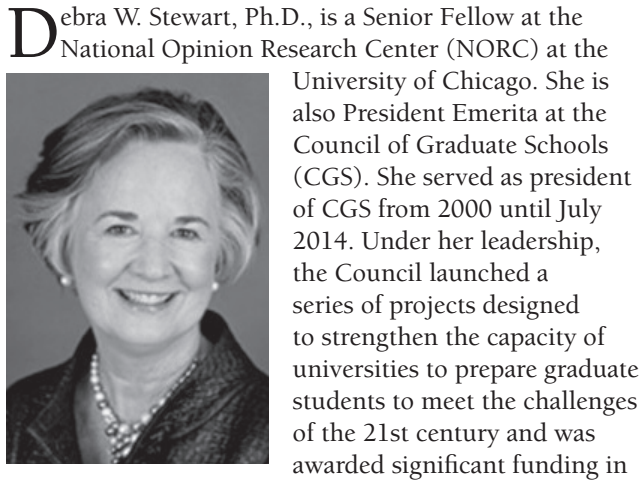 Debra W. Stewart, Ph.D., is a Senior Fellow at the
National Opinion Research Center (NORC) at the
University of Chicago. She is
also President Emerita at the
Council of Graduate Schools
(CGS). She served as president
of CGS from 2000 until July
2014. Under her leadership,
the Council launched a
series of projects designed
to strengthen the capacity of
universities to prepare graduate
students to meet the challenges
of the 21st century and was
awarded significant funding in